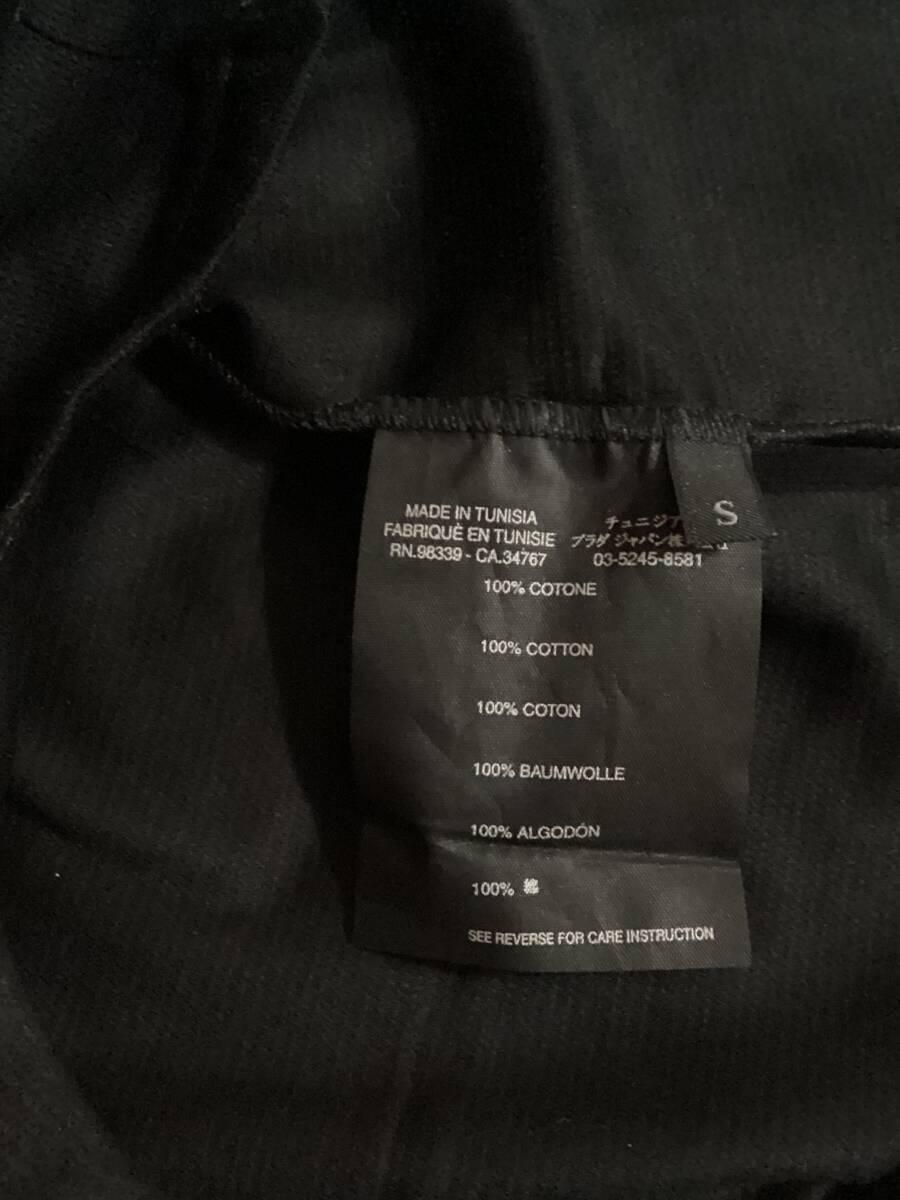 MADE IN TUNISIA
FABRIQUÈ EN TUNISIE
RN.98339 - CA.34767
チュニジア
プラダ ジャパン株
03-5245-8581
S
100% COTONE
100% COTTON
100% COTON
100% BAUMWOLLE
100% ALGODÓN
100% 綿
SEE REVERSE FOR CARE INSTRUCTION